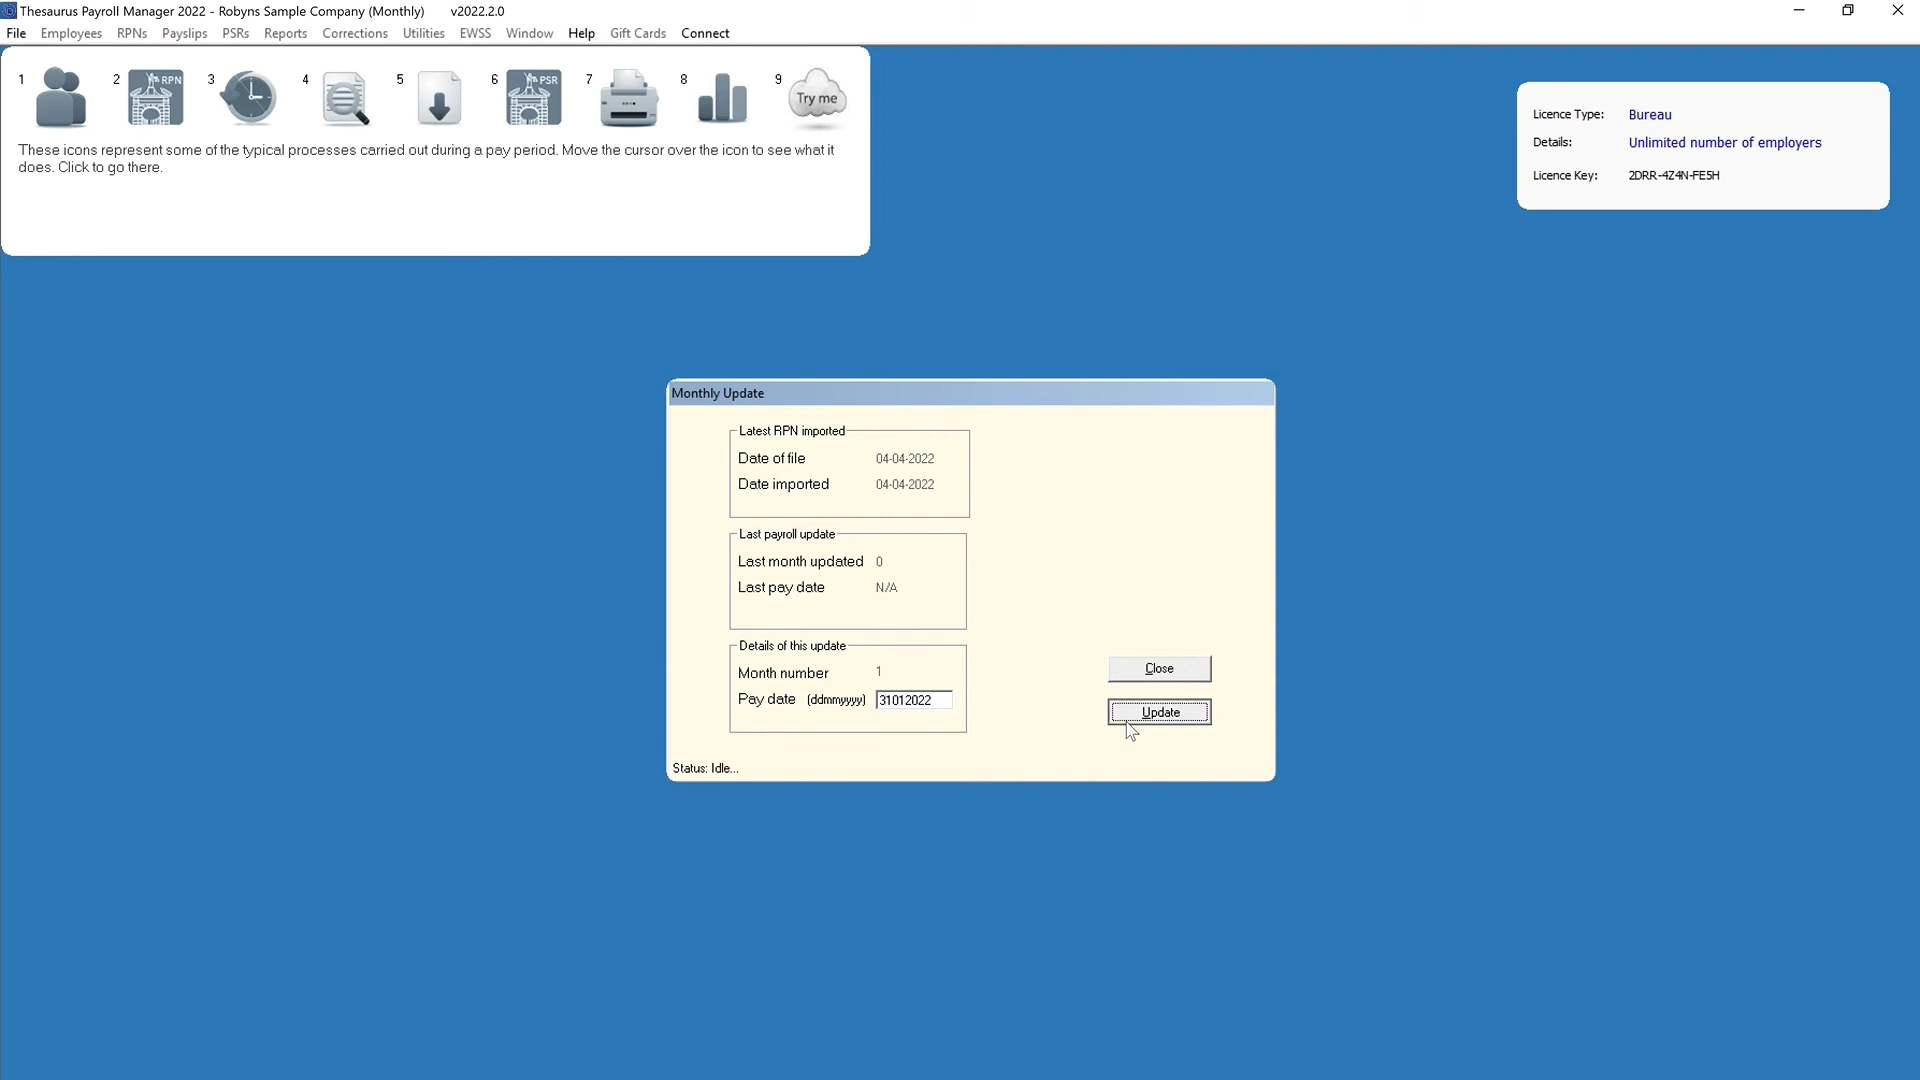 Thesaurus Payroll Manager 2022 - Robyns Sample Company (Monthly) v2022.2.0
File Employees RPNs Payslips PSRs Reports Corrections Utilities EWSS Window Help Gift Cards Connect
1 2 RPN 3 4 5 6 PSR 7 8 9 Try me
These icons represent some of the typical processes carried out during a pay period. Move the cursor over the icon to see what it
does. Click to go there.
Licence Type: Bureau
Details: Unlimited number of employers
Licence Key: 2DRR-4Z4N-FE5H
Monthly Update
Latest RPN imported
Date of file 04-04-2022
Date imported 04-04-2022
Last payroll update
Last month updated 0
Last pay date N/A
Details of this update
Month number 1
Pay date (ddmmyyyy) 31012022
Close
Update
Status: Idle...